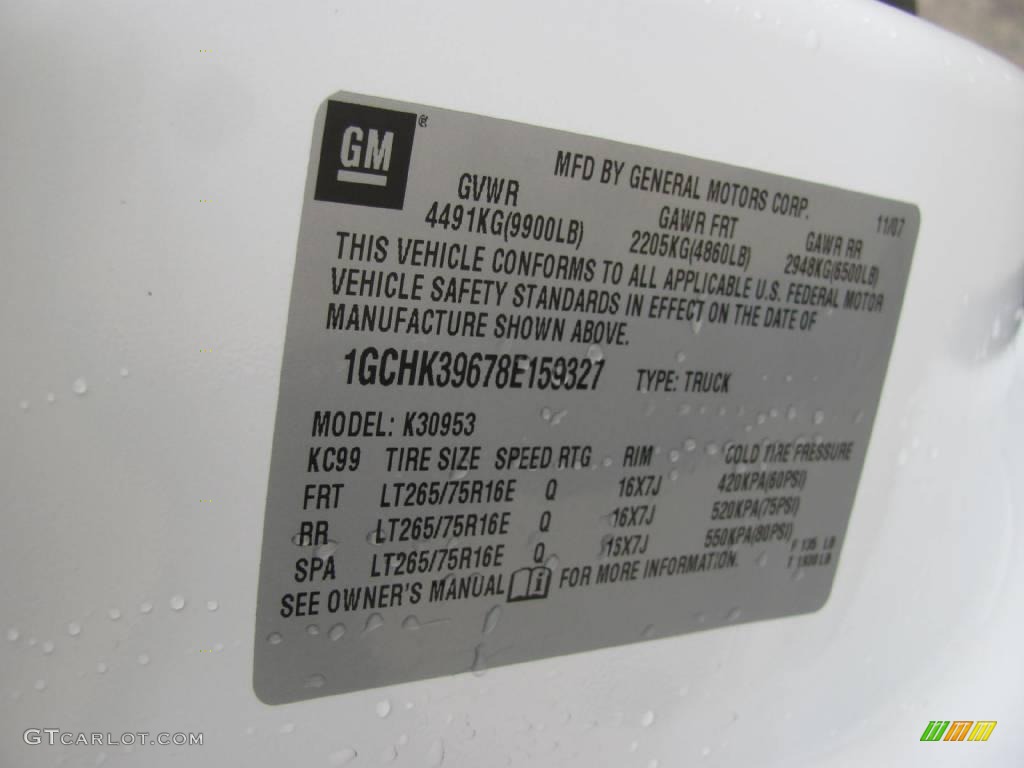 GM®
MFD BY GENERAL MOTORS CORP.
11/07
GVWR GAWR FRT GAWR RR
4491KG(9900LB) 2205KG(4860LB) 2948KG(6500LB)
THIS VEHICLE CONFORMS TO ALL APPLICABLE U.S. FEDERAL MOTOR
VEHICLE SAFETY STANDARDS IN EFFECT ON THE DATE OF
MANUFACTURE SHOWN ABOVE.
1GCHK39678E159327 TYPE: TRUCK
MODEL: K30953
KC99 TIRE SIZE SPEED RTG RIM COLD TIRE PRESSURE
FRT LT265/75R16E Q 16X7J 420KPA(60PSI)
RR LT265/75R16E Q 16X7J 520KPA(75PSI)
SPA LT265/75R16E Q 16X7J 550KPA(80PSI)
F 135 LB
SEE OWNER'S MANUAL FOR MORE INFORMATION.
GTcarlot.com